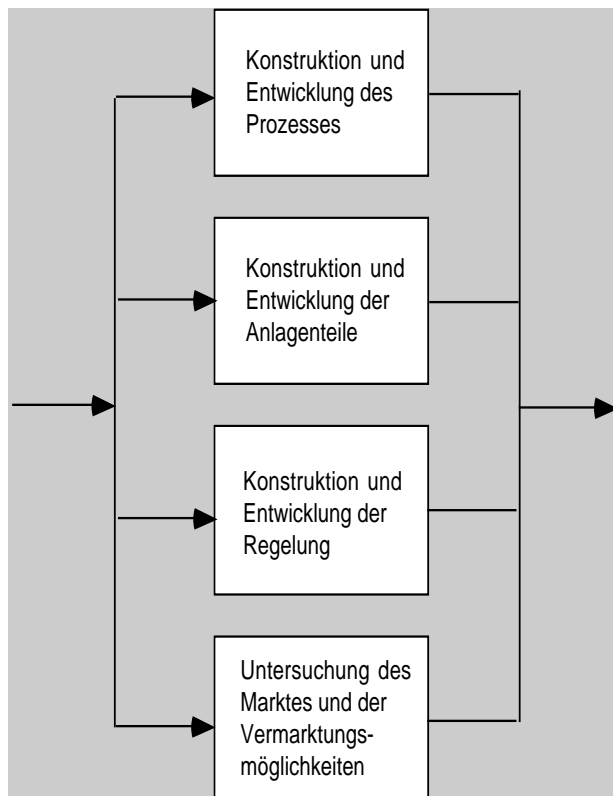 Konstruktion und
Entwicklung des
Prozesses
Konstruktion und
Entwicklung der
Anlagenteile
Konstruktion und
Entwicklung der
Regelung
Untersuchung des
Marktes und der
Vermarktungs-
möglichkeiten